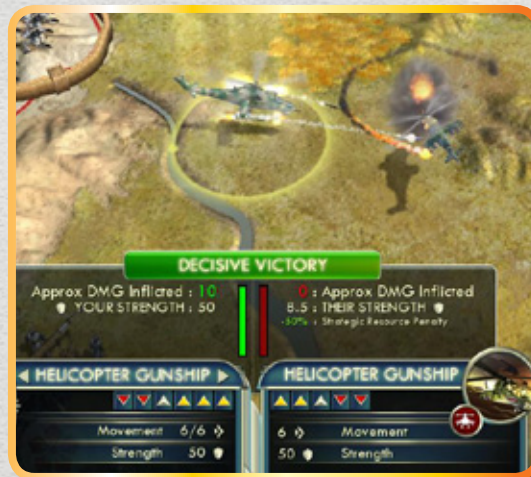 DECISIVE VICTORY
Approx DMG Inflicted : 10
0 : Approx DMG Inflicted
YOUR STRENGTH : 50
8.5 : THEIR STRENGTH
-50% : Strategic Resource Penalty
HELICOPTER GUNSHIP
HELICOPTER GUNSHIP
Movement 6/6
6 Movement
Strength 50
50 Strength